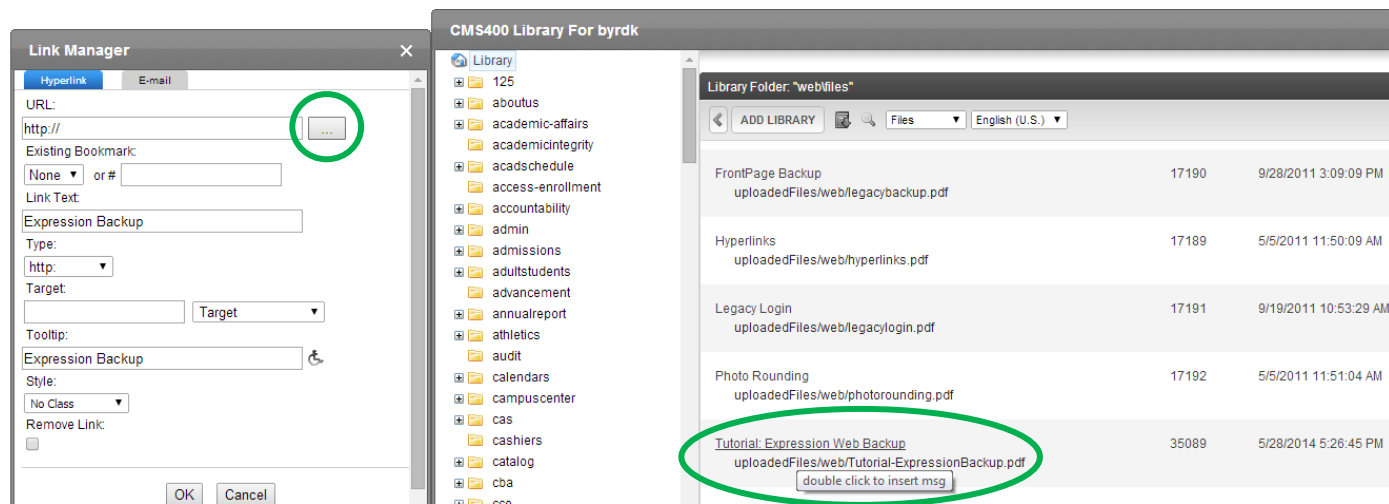 Link Manager
Hyperlink E-mail
URL:
http:// ...
Existing Bookmark:
None or #
Link Text:
Expression Backup
Type:
http:
Target:
Target
Tooltip:
Expression Backup
Style:
No Class
Remove Link:
OK Cancel
CMS400 Library For byrdk
Library
125
aboutus
academic-affairs
academicintegrity
acadschedule
access-enrollment
accountability
admin
admissions
adultstudents
advancement
annualreport
athletics
audit
calendars
campuscenter
cas
cashiers
catalog
cba
Library Folder: "web\files"
ADD LIBRARY Files English (U.S.)
FrontPage Backup 17190 9/28/2011 3:09:09 PM
uploadedFiles/web/legacybackup.pdf
Hyperlinks 17189 5/5/2011 11:50:09 AM
uploadedFiles/web/hyperlinks.pdf
Legacy Login 17191 9/19/2011 10:53:29 AM
uploadedFiles/web/legacylogin.pdf
Photo Rounding 17192 5/5/2011 11:51:04 AM
uploadedFiles/web/photorounding.pdf
Tutorial: Expression Web Backup 35089 5/28/2014 5:26:45 PM
uploadedFiles/web/Tutorial-ExpressionBackup.pdf
double click to insert msg